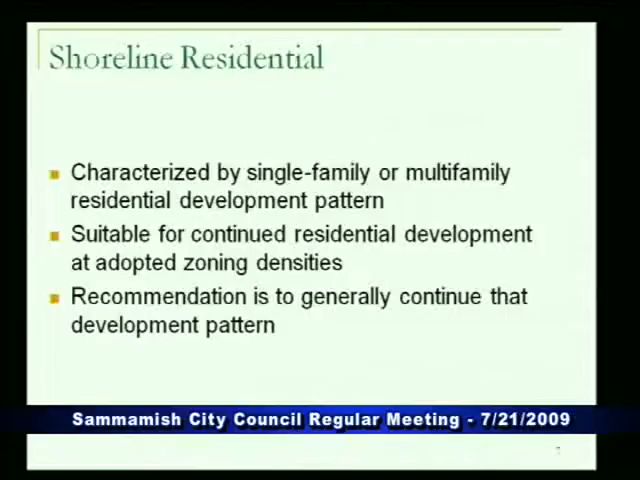 Shoreline Residential
Characterized by single-family or multifamily
residential development pattern
Suitable for continued residential development
at adopted zoning densities
Recommendation is to generally continue that
development pattern
Sammamish City Council Regular Meeting - 7/21/2009